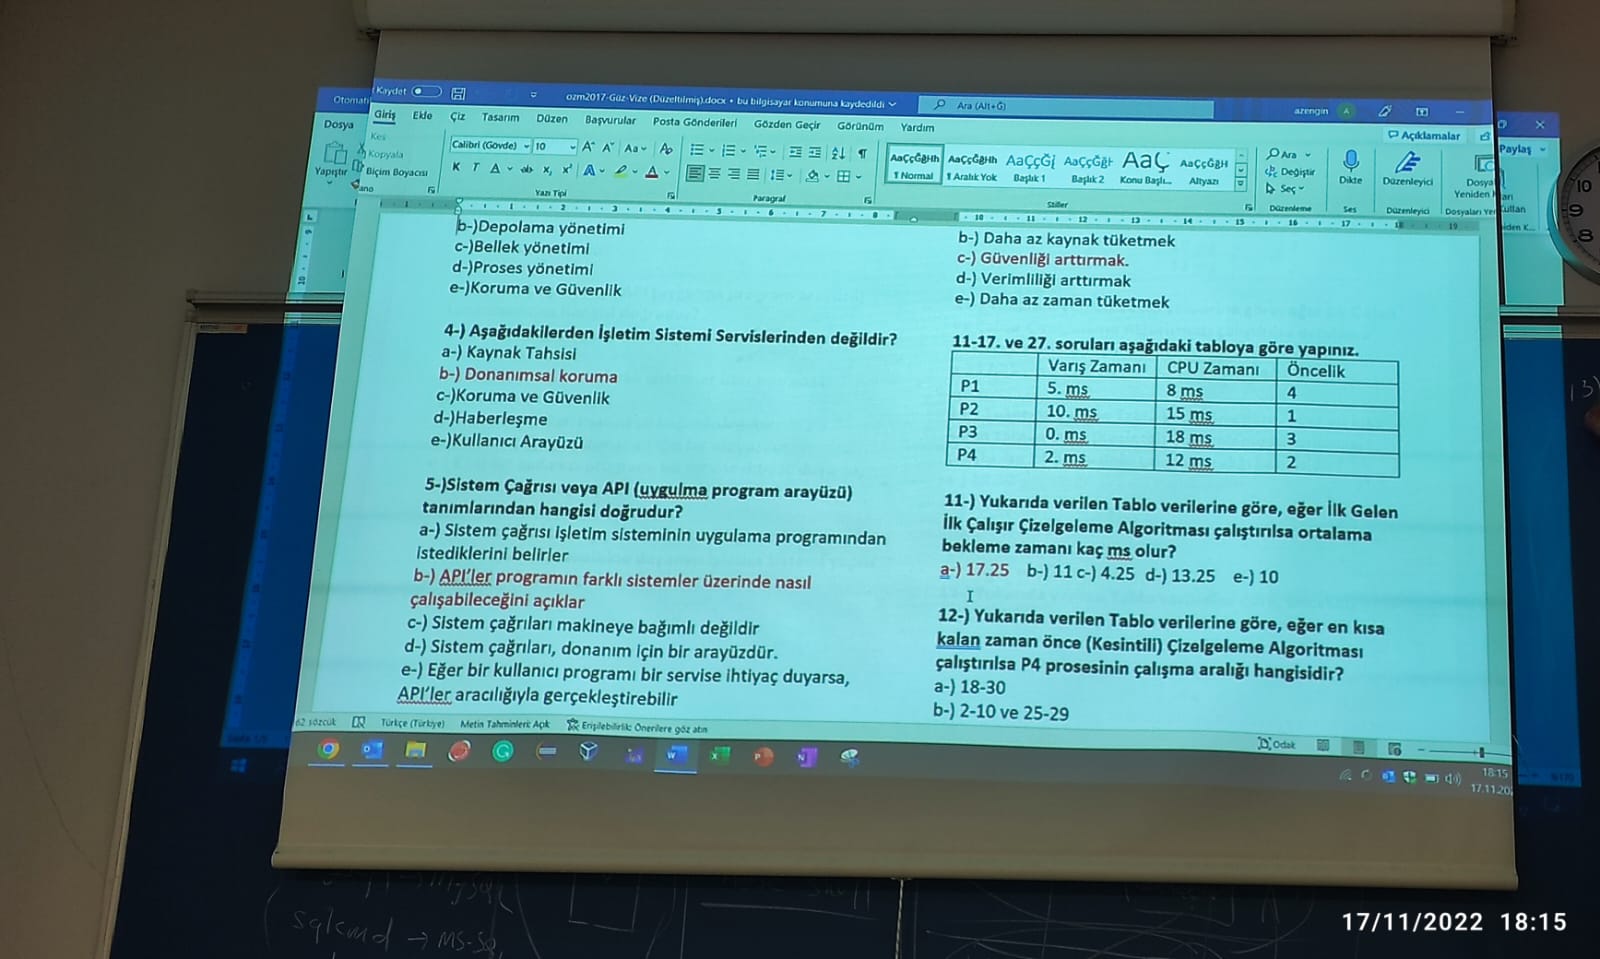 Otomati
Kaydet
ozm2017-Güz-Vize (Düzeltilmiş).docx • bu bilgisayar konumuna kaydedildi
Ara (Alt+Ğ)
azengin
A
Dosya
Giriş
Ekle
Çiz
Tasarım
Düzen
Başvurular
Posta Gönderileri
Gözden Geçir
Görünüm
Yardım
Açıklamalar
Paylaş
Yapıştır
Kes
Kopyala
Biçim Boyacısı
Pano
Calibri (Gövde)
10
Yazı Tipi
Paragraf
AaÇçĞğHh
¶ Normal
AaÇçĞğHh
¶ Aralık Yok
AaÇçĞğ
Başlık 1
AaÇçĞğH
Başlık 2
AaÇ
Konu Başlı...
AaÇçĞğH
Altyazı
Stiller
Ara
Değiştir
Seç
Düzenleme
Dikte
Ses
Düzenleyici
Düzenleyici
b-)Depolama yönetimi
c-)Bellek yönetimi
d-)Proses yönetimi
e-)Koruma ve Güvenlik
4-) Aşağıdakilerden İşletim Sistemi Servislerinden değildir?
a-) Kaynak Tahsisi
b-) Donanımsal koruma
c-)Koruma ve Güvenlik
d-)Haberleşme
e-)Kullanıcı Arayüzü
5-)Sistem Çağrısı veya API (uygulma program arayüzü)
tanımlarından hangisi doğrudur?
a-) Sistem çağrısı işletim sisteminin uygulama programından
istediklerini belirler
b-) API'ler programın farklı sistemler üzerinde nasıl
çalışabileceğini açıklar
c-) Sistem çağrıları makineye bağımlı değildir
d-) Sistem çağrıları, donanım için bir arayüzdür.
e-) Eğer bir kullanıcı programı bir servise ihtiyaç duyarsa,
API'ler aracılığıyla gerçekleştirebilir
b-) Daha az kaynak tüketmek
c-) Güvenliği arttırmak.
d-) Verimliliği arttırmak
e-) Daha az zaman tüketmek
11-17. ve 27. soruları aşağıdaki tabloya göre yapınız.
Varış Zamanı CPU Zamanı Öncelik
P1 5. ms 8 ms 4
P2 10. ms 15 ms 1
P3 0. ms 18 ms 3
P4 2. ms 12 ms 2
11-) Yukarıda verilen Tablo verilerine göre, eğer İlk Gelen
İlk Çalışır Çizelgeleme Algoritması çalıştırılsa ortalama
bekleme zamanı kaç ms olur?
a-) 17.25 b-) 11 c-) 4.25 d-) 13.25 e-) 10
12-) Yukarıda verilen Tablo verilerine göre, eğer en kısa
kalan zaman önce (Kesintili) Çizelgeleme Algoritması
çalıştırılsa P4 prosesinin çalışma aralığı hangisidir?
a-) 18-30
b-) 2-10 ve 25-29
62 sözcük
Türkçe (Türkiye)
Metin Tahminleri: Açık
Erişilebilirlik: Önerilere göz atın
Odak
18:15
17.11.202
10
9
8
sqlcmd → MS-SQ
17/11/2022 18:15